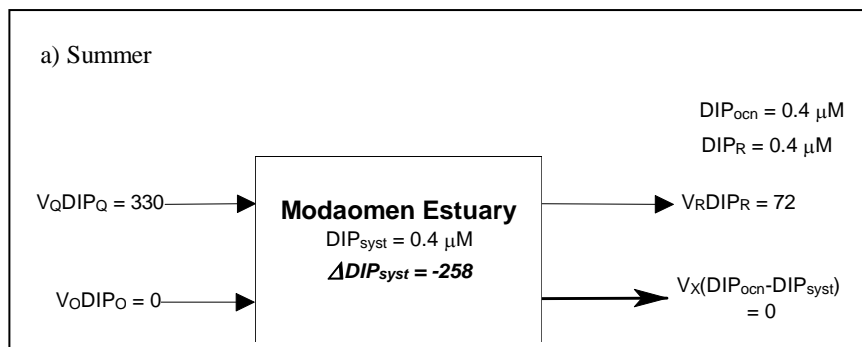 a) Summer
DIPocn = 0.4 μM
DIPR = 0.4 μM
VQDIPQ = 330
Modaomen Estuary
DIPsyst = 0.4 μM
ΔDIPsyst = -258
VRDIPR = 72
VODIPO = 0
VX(DIPocn-DIPsyst)
= 0